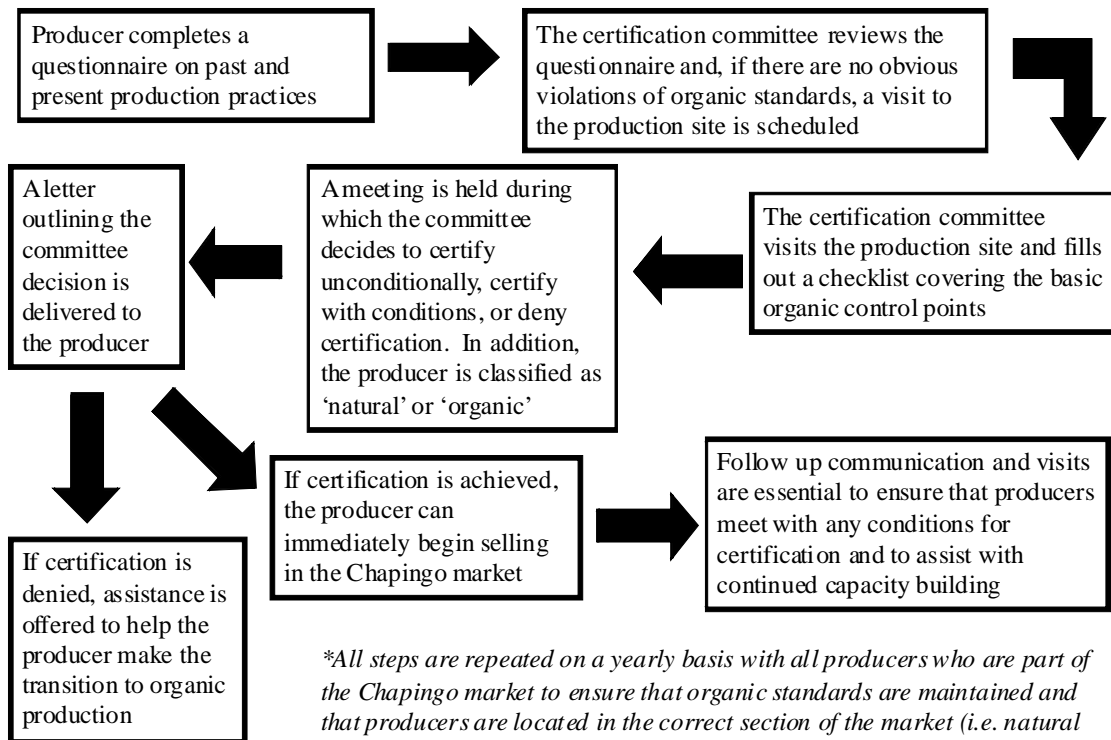 Producer completes a
questionnaire on past and
present production practices
The certification committee reviews the
questionnaire and, if there are no obvious
violations of organic standards, a visit to
the production site is scheduled
The certification committee
visits the production site and fills
out a checklist covering the basic
organic control points
A meeting is held during
which the committee
decides to certify
unconditionally, certify
with conditions, or deny
certification. In addition,
the producer is classified as
‘natural’ or ‘organic’
A letter
outlining the
committee
decision is
delivered to
the producer
If certification is
denied, assistance is
offered to help the
producer make the
transition to organic
production
If certification is achieved,
the producer can
immediately begin selling
in the Chapingo market
Follow up communication and visits
are essential to ensure that producers
meet with any conditions for
certification and to assist with
continued capacity building
*All steps are repeated on a yearly basis with all producers who are part of
the Chapingo market to ensure that organic standards are maintained and
that producers are located in the correct section of the market (i.e. natural